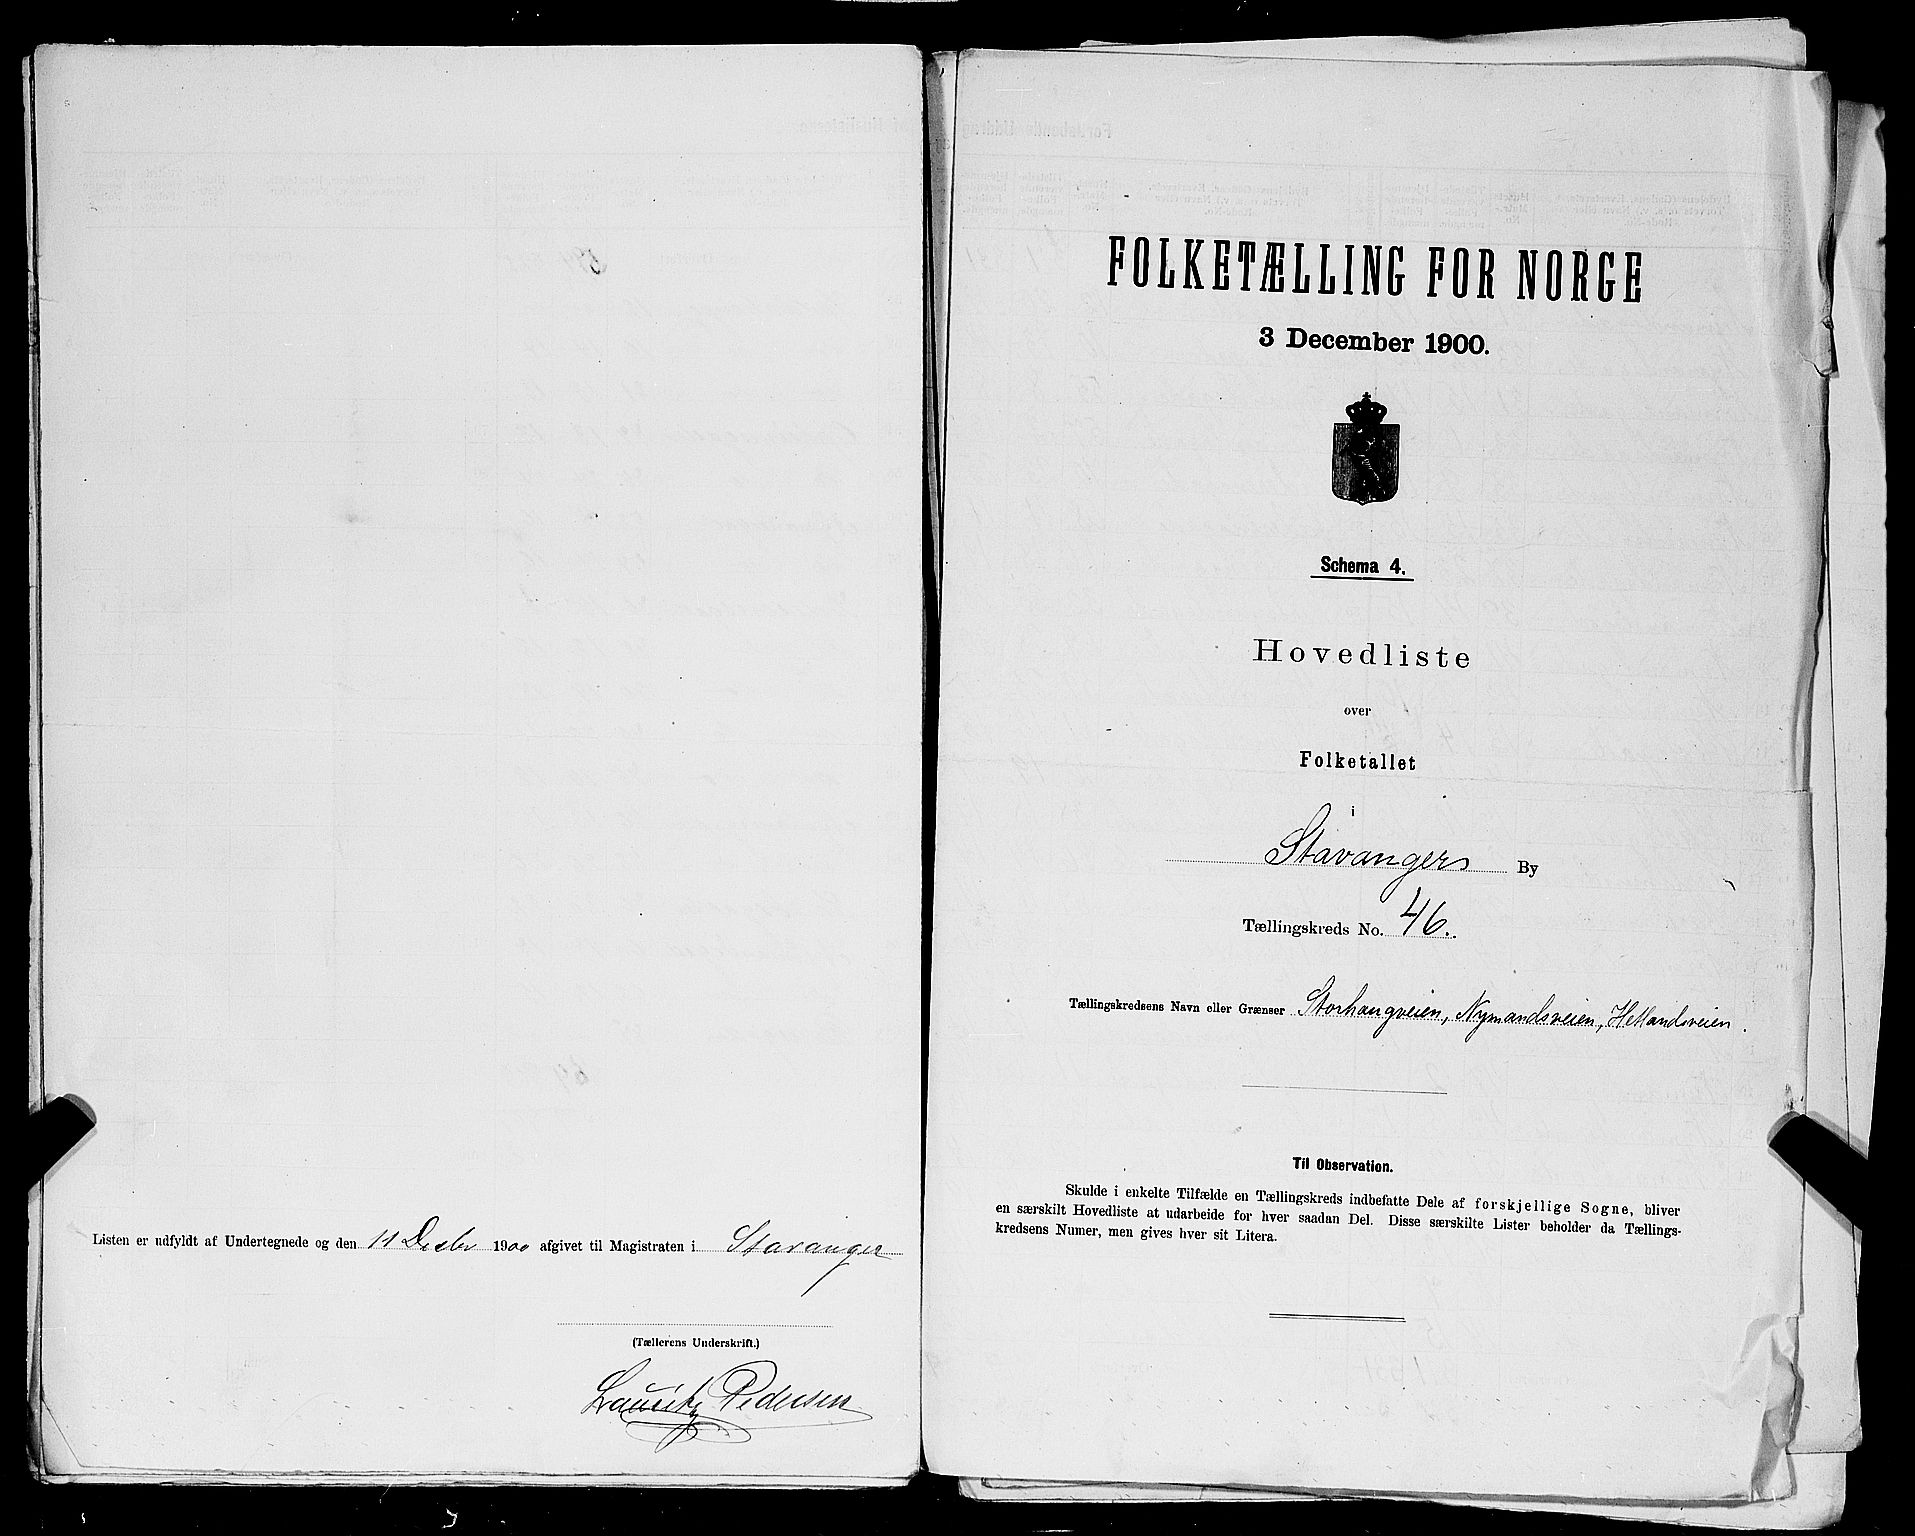 Listen er udfyldt af Undertegnede og den 11 Decbr 1900 afgivet til Magistraten i Stavanger
(Tællerens Underskrift.)
Lauritz Pedersen
FOLKETÆLLING FOR NORGE
3 December 1900.
Schema 4.
Hovedliste
over
Folketallet
i
Stavangers By
Tællingskreds No. 46.
Tællingskredsens Navn eller Grænser Storhaugveien, Nymandsveien, Hetlandsveien.
Til Observation.
Skulde i enkelte Tilfælde en Tællingskreds indbefatte Dele af forskjellige Sogne, bliver
en særskilt Hovedliste at udarbeide for hver saadan Del. Disse særskilte Lister beholder da Tællings-
kredsens Numer, men gives hver sit Litera.